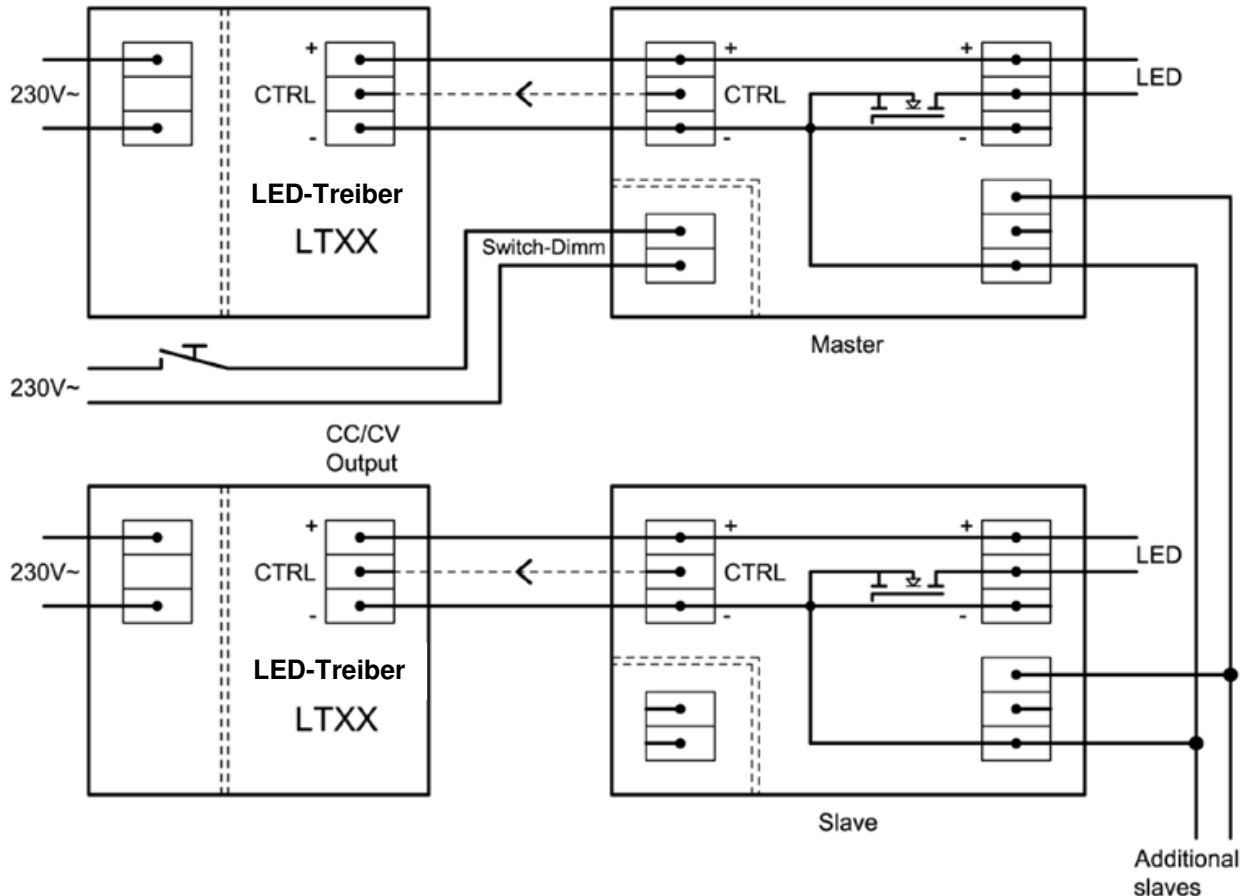 +
+
+
230V~
CTRL
CTRL
LED
-
-
-
LED-Treiber
LTXX
Switch-Dimm
Master
230V~
CC/CV
Output
+
+
+
230V~
CTRL
CTRL
LED
-
-
-
LED-Treiber
LTXX
Slave
Additional
slaves